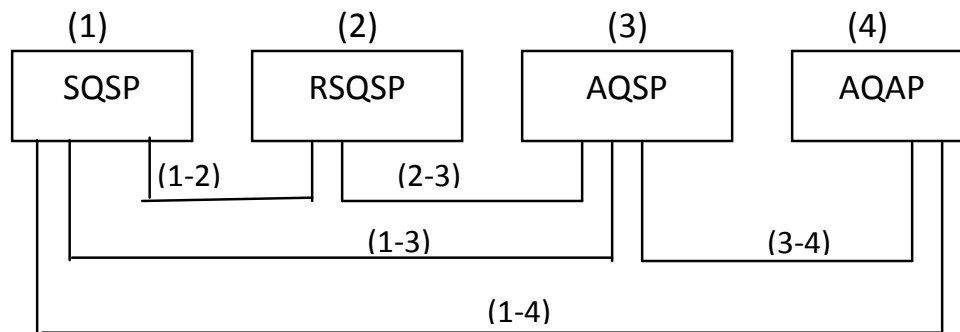 (1) (2) (3) (4)
SQSP RSQSP AQSP AQAP
(1-2) (2-3)
(1-3) (3-4)
(1-4)